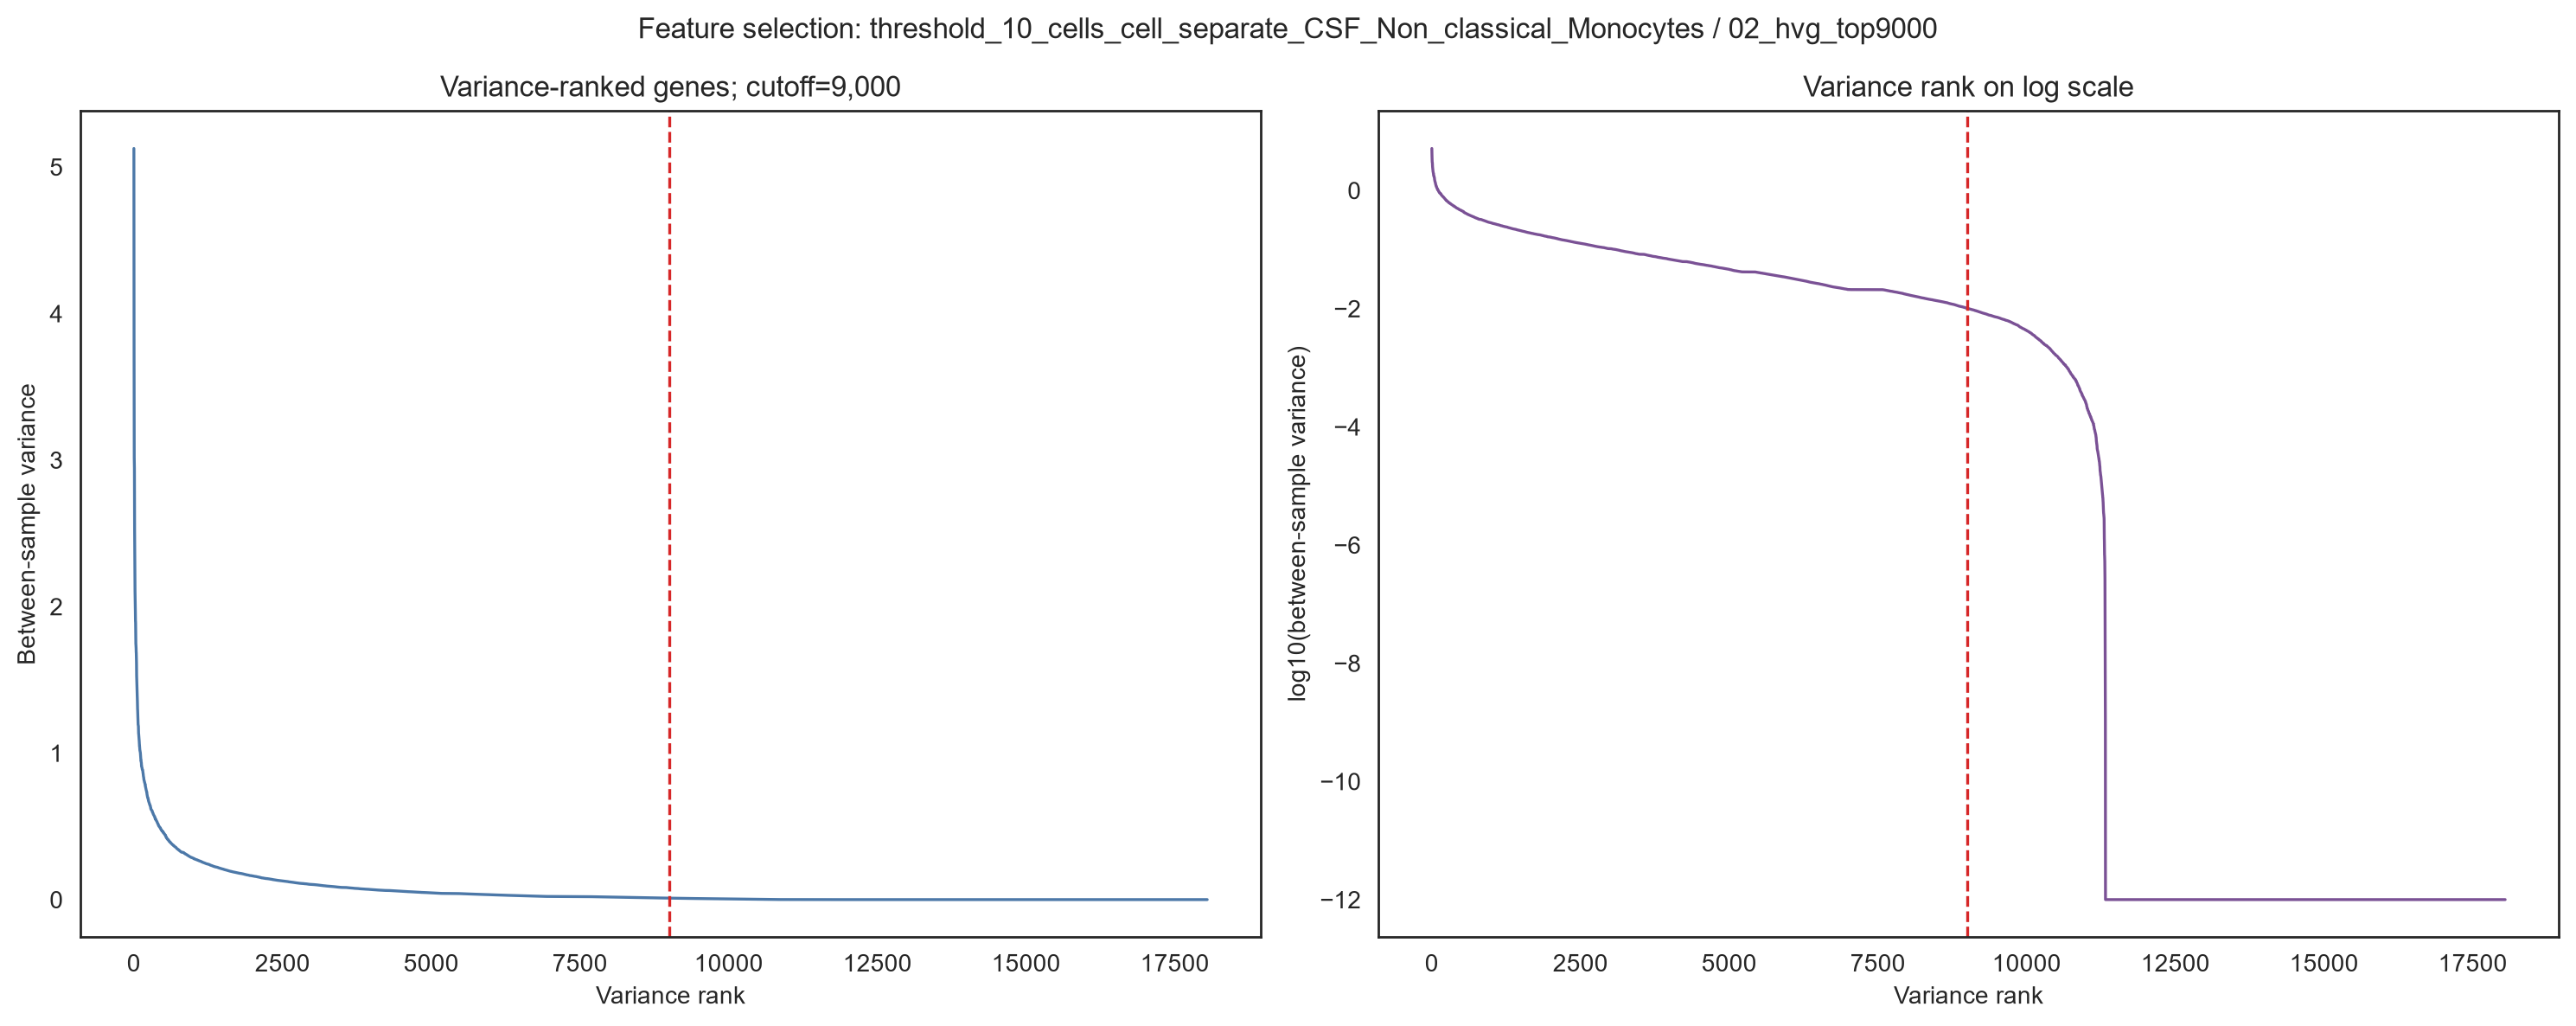 Feature selection: threshold_10_cells_cell_separate_CSF_Non_classical_Monocytes / 02_hvg_top9000
Variance-ranked genes; cutoff=9,000
5
4
3
2
1
0
Between-sample variance
0 2500 5000 7500 10000 12500 15000 17500
Variance rank
Variance rank on log scale
0
−2
−4
−6
−8
−10
−12
log10(between-sample variance)
0 2500 5000 7500 10000 12500 15000 17500
Variance rank